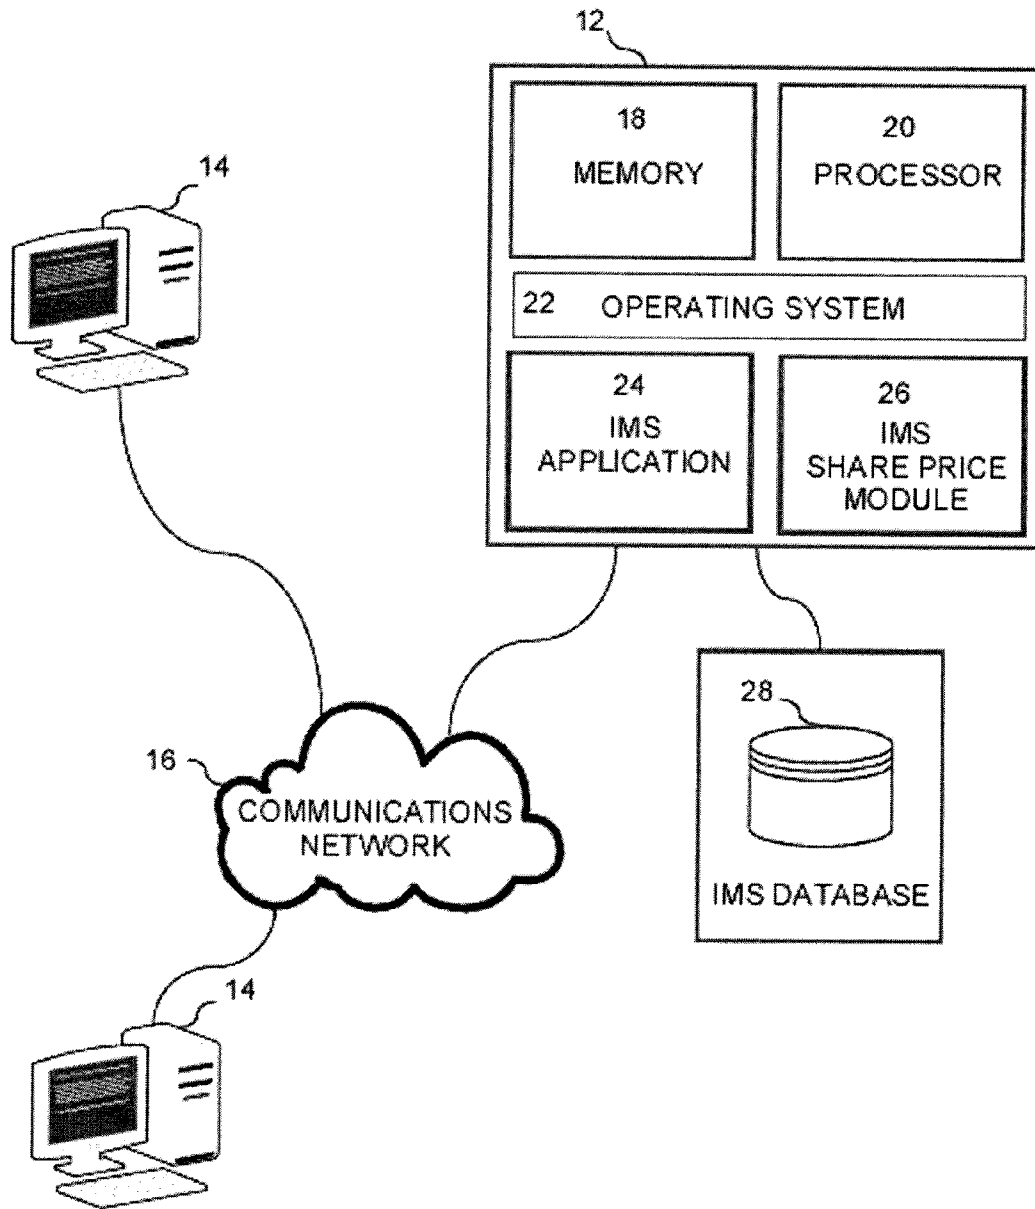 12
18
MEMORY
20
PROCESSOR
14
22 OPERATING SYSTEM
24
IMS
APPLICATION
26
IMS
SHARE PRICE
MODULE
28
IMS DATABASE
16
COMMUNICATIONS
NETWORK
14